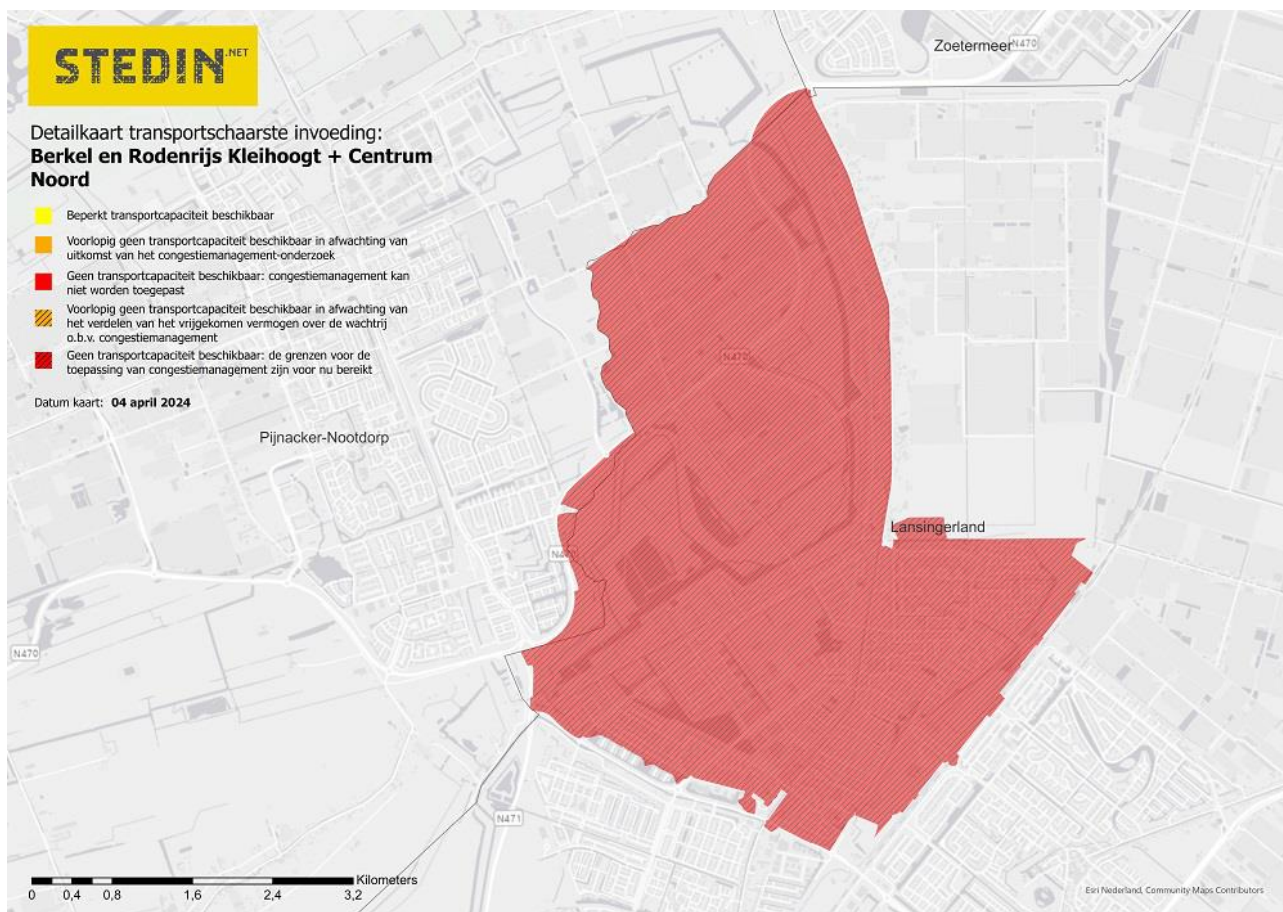 STEDIN.NET
Detailkaart transportschaarste invoeding:
Berkel en Rodenrijs Kleihoogt + Centrum
Noord
Beperkt transportcapaciteit beschikbaar
Voorlopig geen transportcapaciteit beschikbaar in afwachting van
uitkomst van het congestiemanagement-onderzoek
Geen transportcapaciteit beschikbaar: congestiemanagement kan
niet worden toegepast
Voorlopig geen transportcapaciteit beschikbaar in afwachting van
het verdelen van het vrijgekomen vermogen over de wachtrij
o.b.v. congestiemanagement
Geen transportcapaciteit beschikbaar: de grenzen voor de
toepassing van congestiemanagement zijn voor nu bereikt
Datum kaart: 04 april 2024
Zoetermeer
N470
N470
Pijnacker-Nootdorp
Lansingerland
N470
N470
N471
Kilometers
0 0,4 0,8 1,6 2,4 3,2
Esri Nederland, Community Maps Contributors